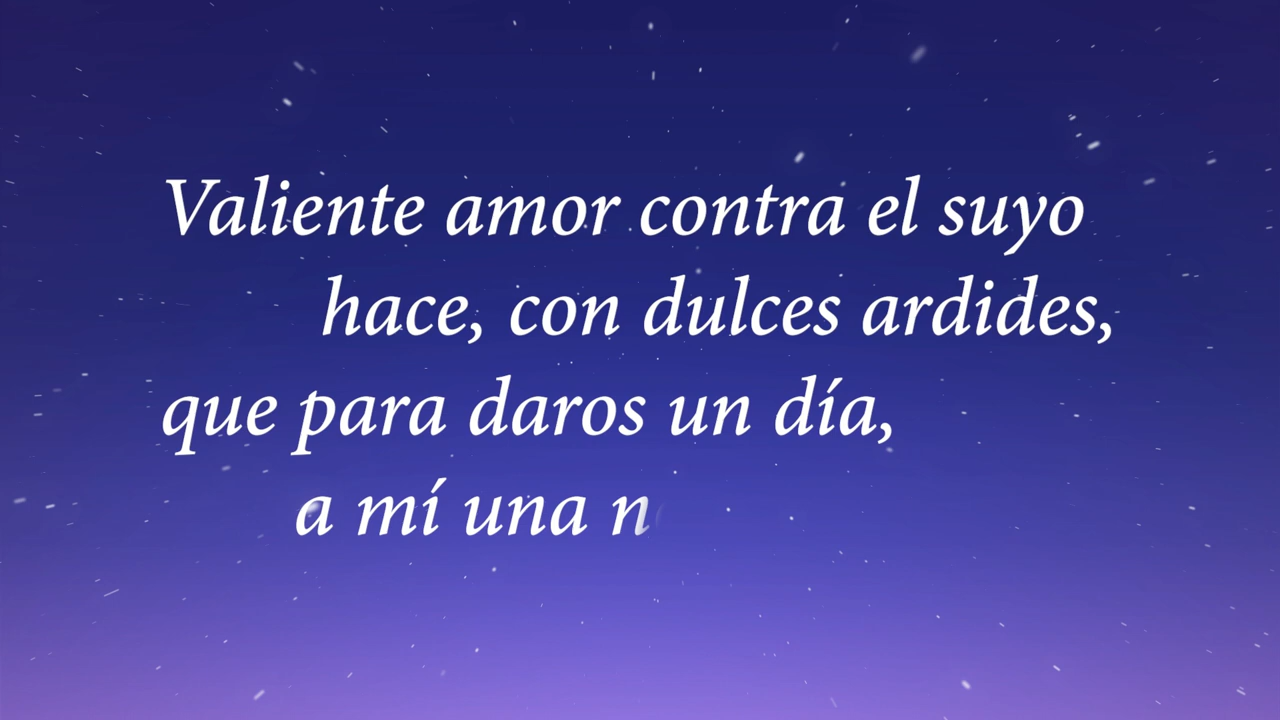 Valiente amor contra el suyo
hace, con dulces ardides,
que para daros un día,
a mí una n